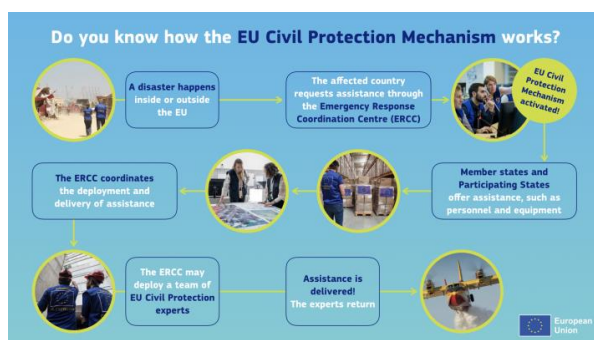 Do you know how the EU Civil Protection Mechanism works?
A disaster happens
inside or outside
the EU
The affected country
requests assistance through
the Emergency Response
Coordination Centre (ERCC)
EU Civil
Protection
Mechanism
activated!
Member states and
Participating States
offer assistance, such as
personnel and equipment
The ERCC coordinates
the deployment and
delivery of assistance
The ERCC may
deploy a team of
EU Civil Protection
experts
Assistance is
delivered!
The experts return
European
Union